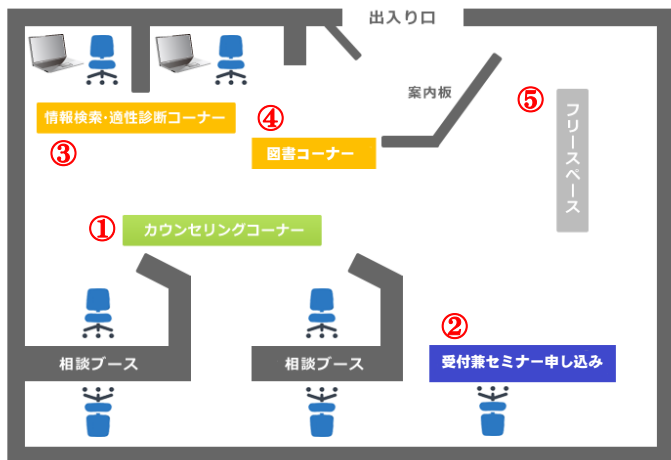 出入り口
案内板
情報検索・適性診断コーナー
③
④
図書コーナー
⑤
フリースペース
①
カウンセリングコーナー
②
相談ブース
相談ブース
受付兼セミナー申し込み